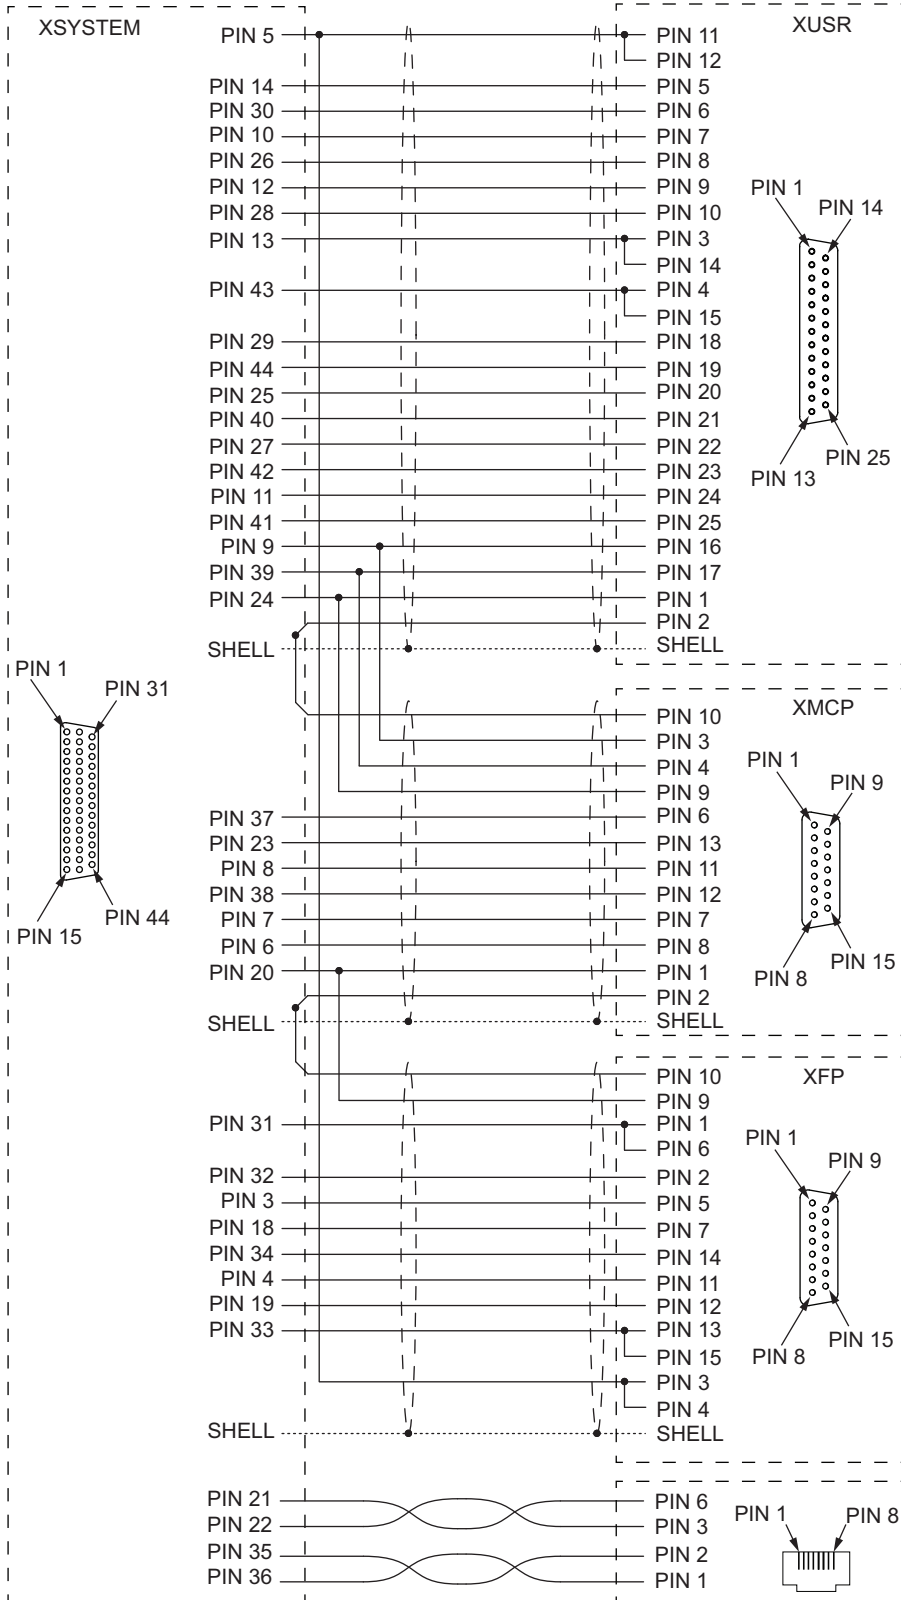 XSYSTEM XUSR
PIN 5 PIN 11
PIN 12
PIN 14 PIN 5
PIN 30 PIN 6
PIN 10 PIN 7
PIN 26 PIN 8
PIN 12 PIN 9
PIN 28 PIN 10
PIN 13 PIN 3
PIN 14
PIN 43 PIN 4
PIN 15
PIN 29 PIN 18
PIN 44 PIN 19
PIN 25 PIN 20
PIN 40 PIN 21
PIN 27 PIN 22
PIN 42 PIN 23
PIN 11 PIN 24
PIN 41 PIN 25
PIN 9 PIN 16
PIN 39 PIN 17
PIN 24 PIN 1
PIN 2
SHELL SHELL
PIN 1
PIN 14
PIN 13
PIN 25
PIN 1
PIN 31
PIN 15
PIN 44
XMCP
PIN 10
PIN 3
PIN 4
PIN 9
PIN 37 PIN 6
PIN 23 PIN 13
PIN 8 PIN 11
PIN 38 PIN 12
PIN 7 PIN 7
PIN 6 PIN 8
PIN 20 PIN 1
PIN 2
SHELL SHELL
PIN 1
PIN 9
PIN 8
PIN 15
XFP
PIN 10
PIN 9
PIN 31 PIN 1
PIN 6
PIN 32 PIN 2
PIN 3 PIN 5
PIN 18 PIN 7
PIN 34 PIN 14
PIN 4 PIN 11
PIN 19 PIN 12
PIN 33 PIN 13
PIN 15
PIN 3
PIN 4
SHELL SHELL
PIN 1
PIN 9
PIN 8
PIN 15
PIN 21 PIN 6
PIN 22 PIN 3
PIN 35 PIN 2
PIN 36 PIN 1
PIN 1 PIN 8